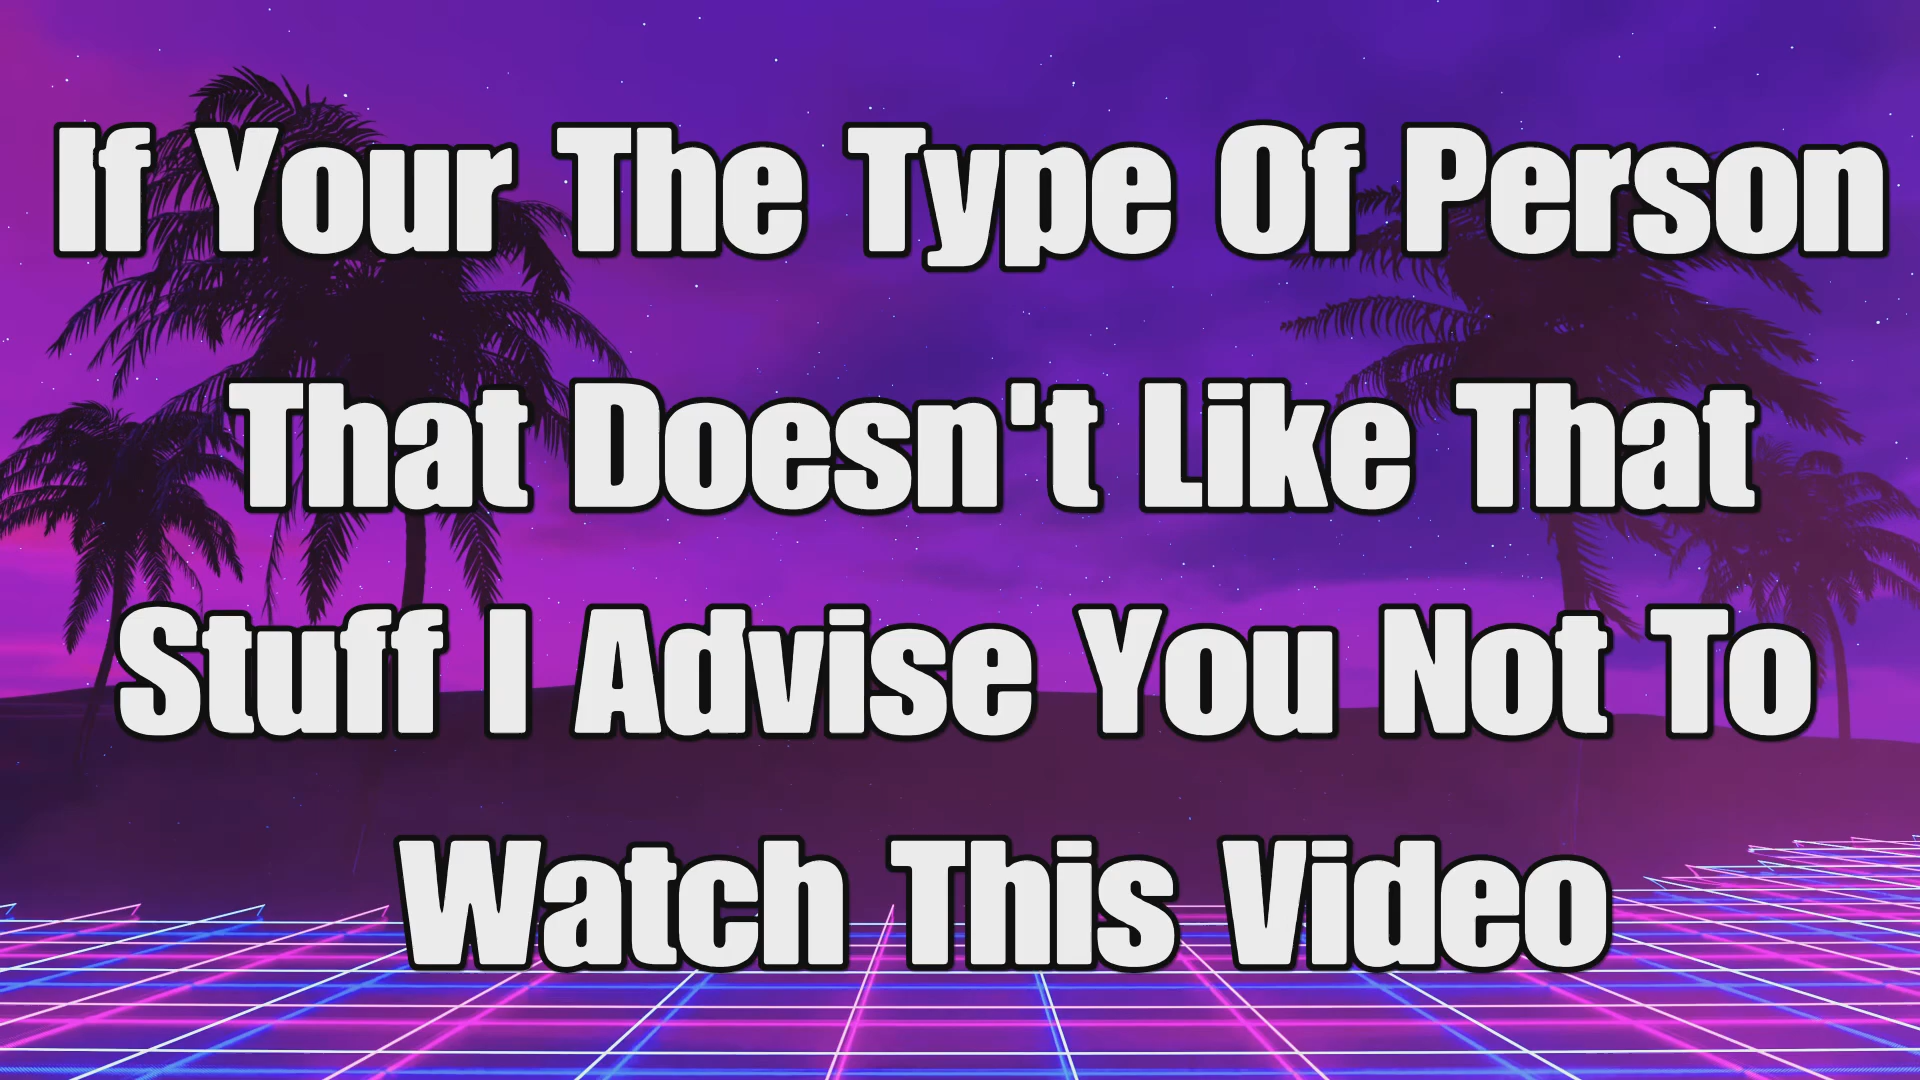 If Your The Type Of Person
That Doesn't Like That
Stuff I Advise You Not To
Watch This Video